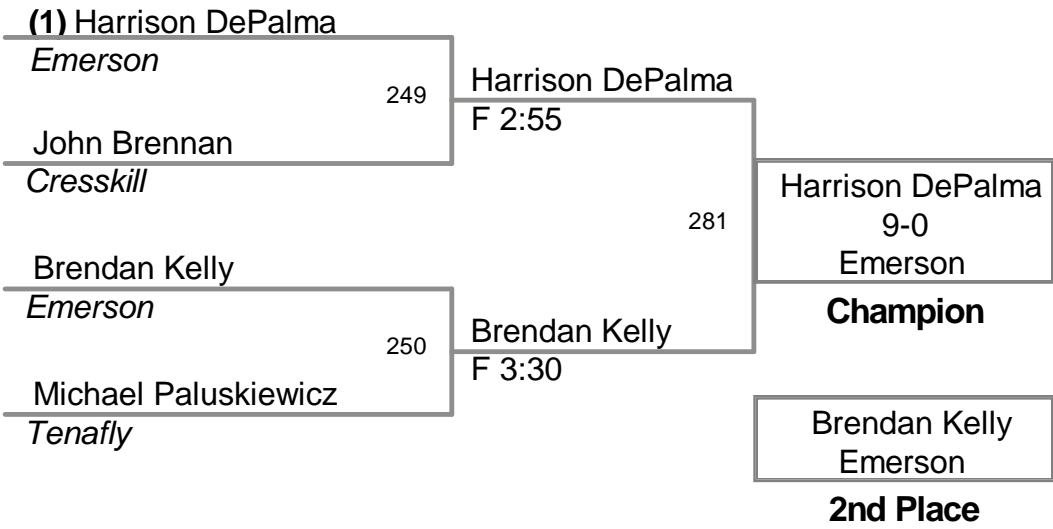 (1) Harrison DePalma
Emerson
249
John Brennan
Cresskill
Harrison DePalma
F 2:55
Brendan Kelly
Emerson
250
Michael Paluskiewicz
Tenafly
Brendan Kelly
F 3:30
281
Harrison DePalma
9-0
Emerson
Champion
Brendan Kelly
Emerson
2nd Place